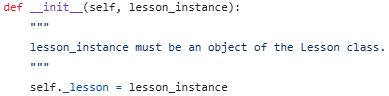 def __init__(self, lesson_instance):
    """
    lesson_instance must be an object of the Lesson class.
    """
    self._lesson = lesson_instance